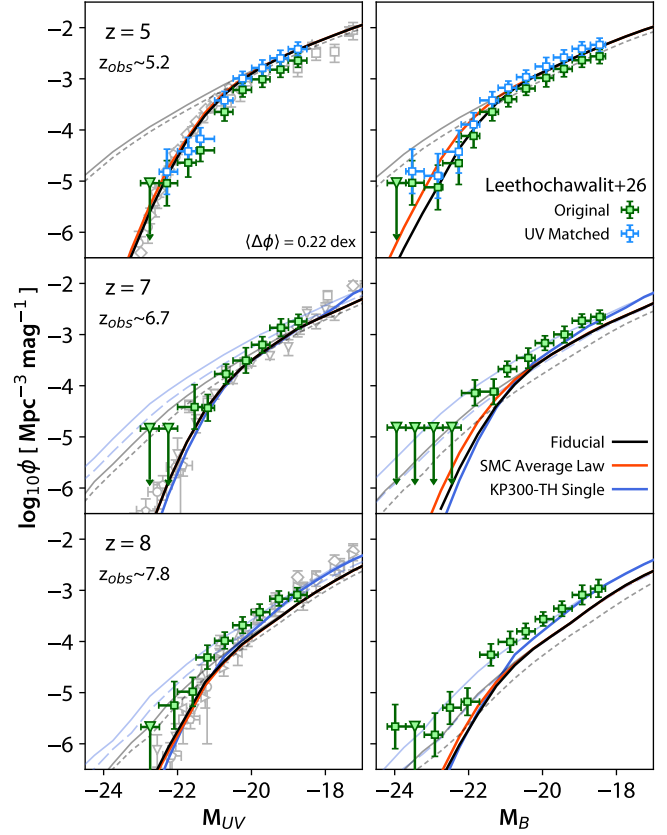 z = 5
z_obs~5.2
−2
−3
−4
−5
−6
⟨Δϕ⟩ = 0.22 dex
Leethochawalit+26
Original
UV Matched
z = 7
z_obs~6.7
−2
−3
−4
−5
−6
log₁₀ϕ [ Mpc⁻³ mag⁻¹ ]
Fiducial
SMC Average Law
KP300-TH Single
z = 8
z_obs~7.8
−2
−3
−4
−5
−6
−24
−22
−20
−18
−24
−22
−20
−18
M_UV
M_B